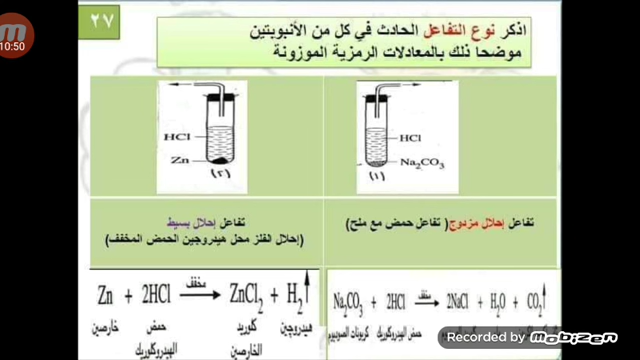 10:50
٢٧
اذكر نوع التفاعل الحادث في كل من الأنبوبتين
موضحا ذلك بالمعادلات الرمزية الموزونة
HCl
Na₂CO₃
(١)
HCl
Zn
(٢)
تفاعل إحلال مزدوج( تفاعل حمض مع ملح)
تفاعل إحلال بسيط
(إحلال الفلز محل هيدروجين الحمض المخفف)
Na₂CO₃ + 2HCl مخفف → 2NaCl + H₂O + CO₂↑
حمض الهيدروكلوريك كربونات الصوديوم
Zn + 2HCl مخفف → ZnCl₂ + H₂↑
هيدروچين كلوريد حمض خارصين
الخارصين الهيدروكلوريك
Recorded by mobizen